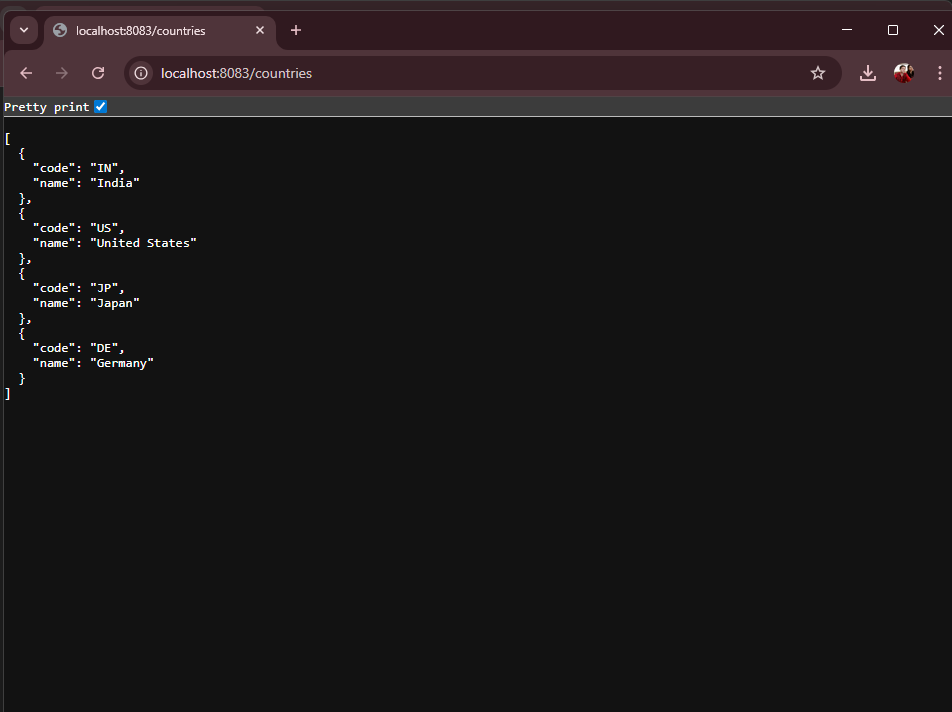 localhost:8083/countries
localhost:8083/countries
Pretty print
[
  {
    "code": "IN",
    "name": "India"
  },
  {
    "code": "US",
    "name": "United States"
  },
  {
    "code": "JP",
    "name": "Japan"
  },
  {
    "code": "DE",
    "name": "Germany"
  }
]